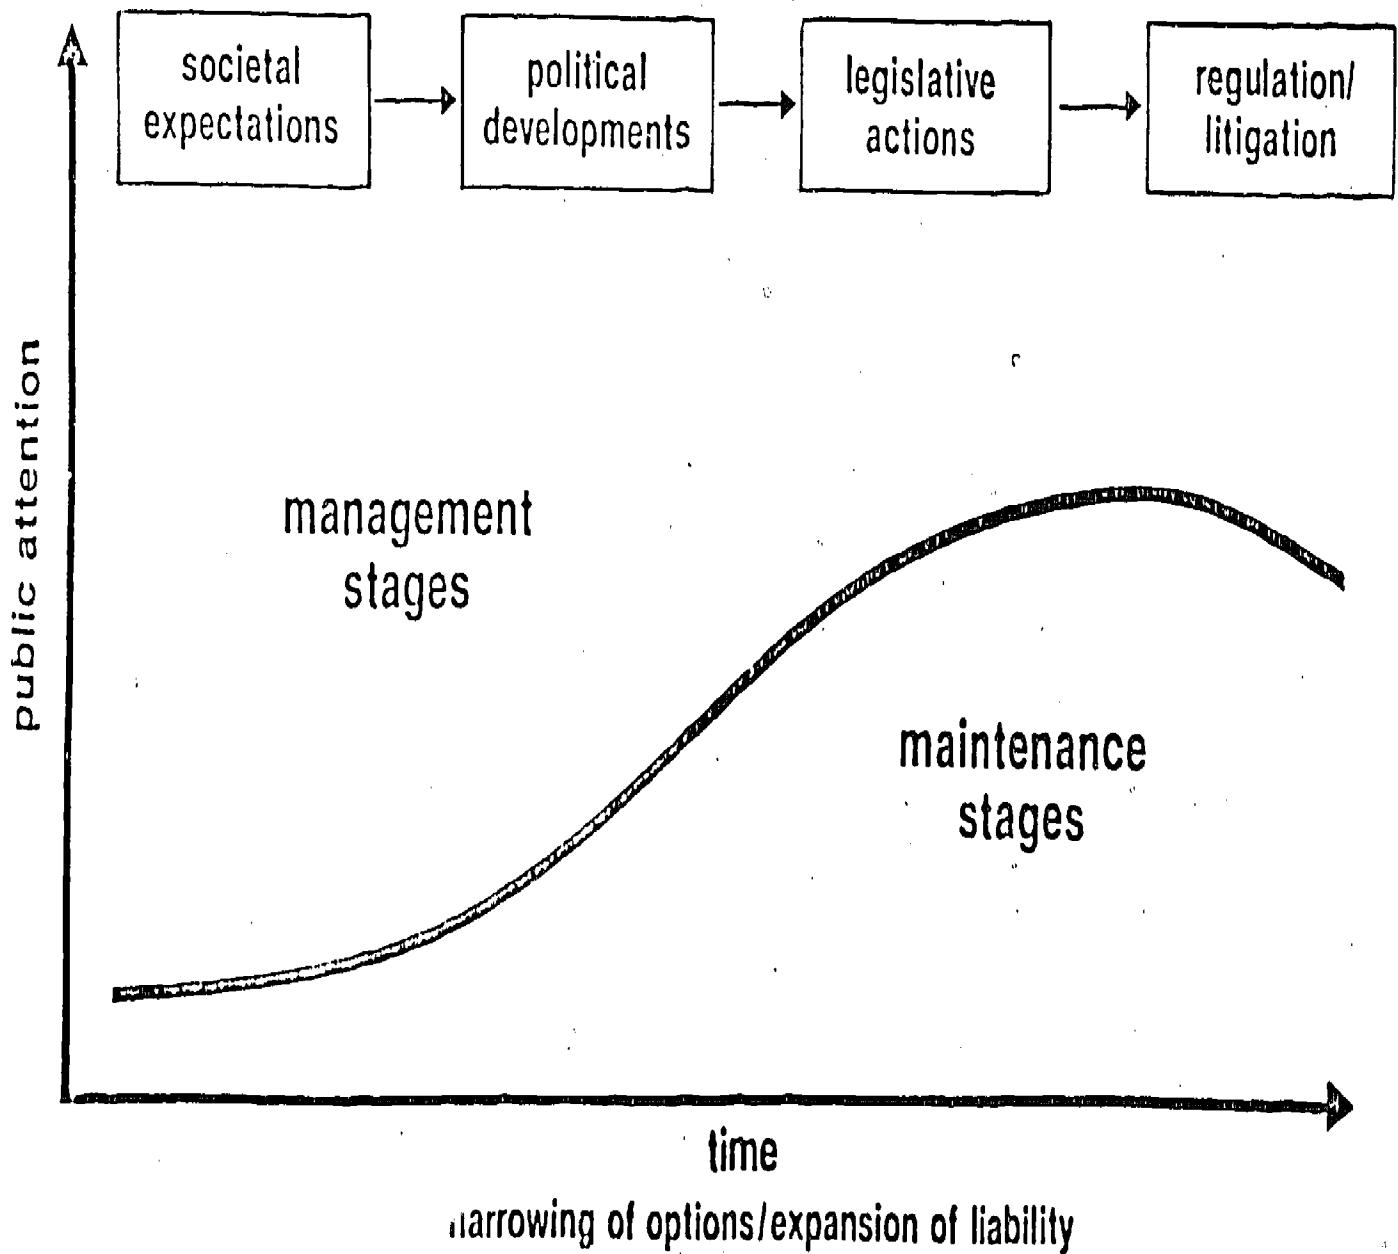 societal
expectations
political
developments
legislative
actions
regulation/
litigation
public attention
management
stages
maintenance
stages
time
narrowing of options/expansion of liability